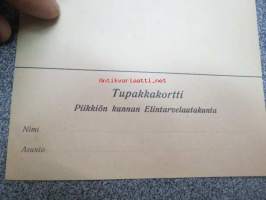 antikvariaatti.net
Tupakkakortti
Piikkiön kunnan Elintarvelautakunta
Nimi
Asunto